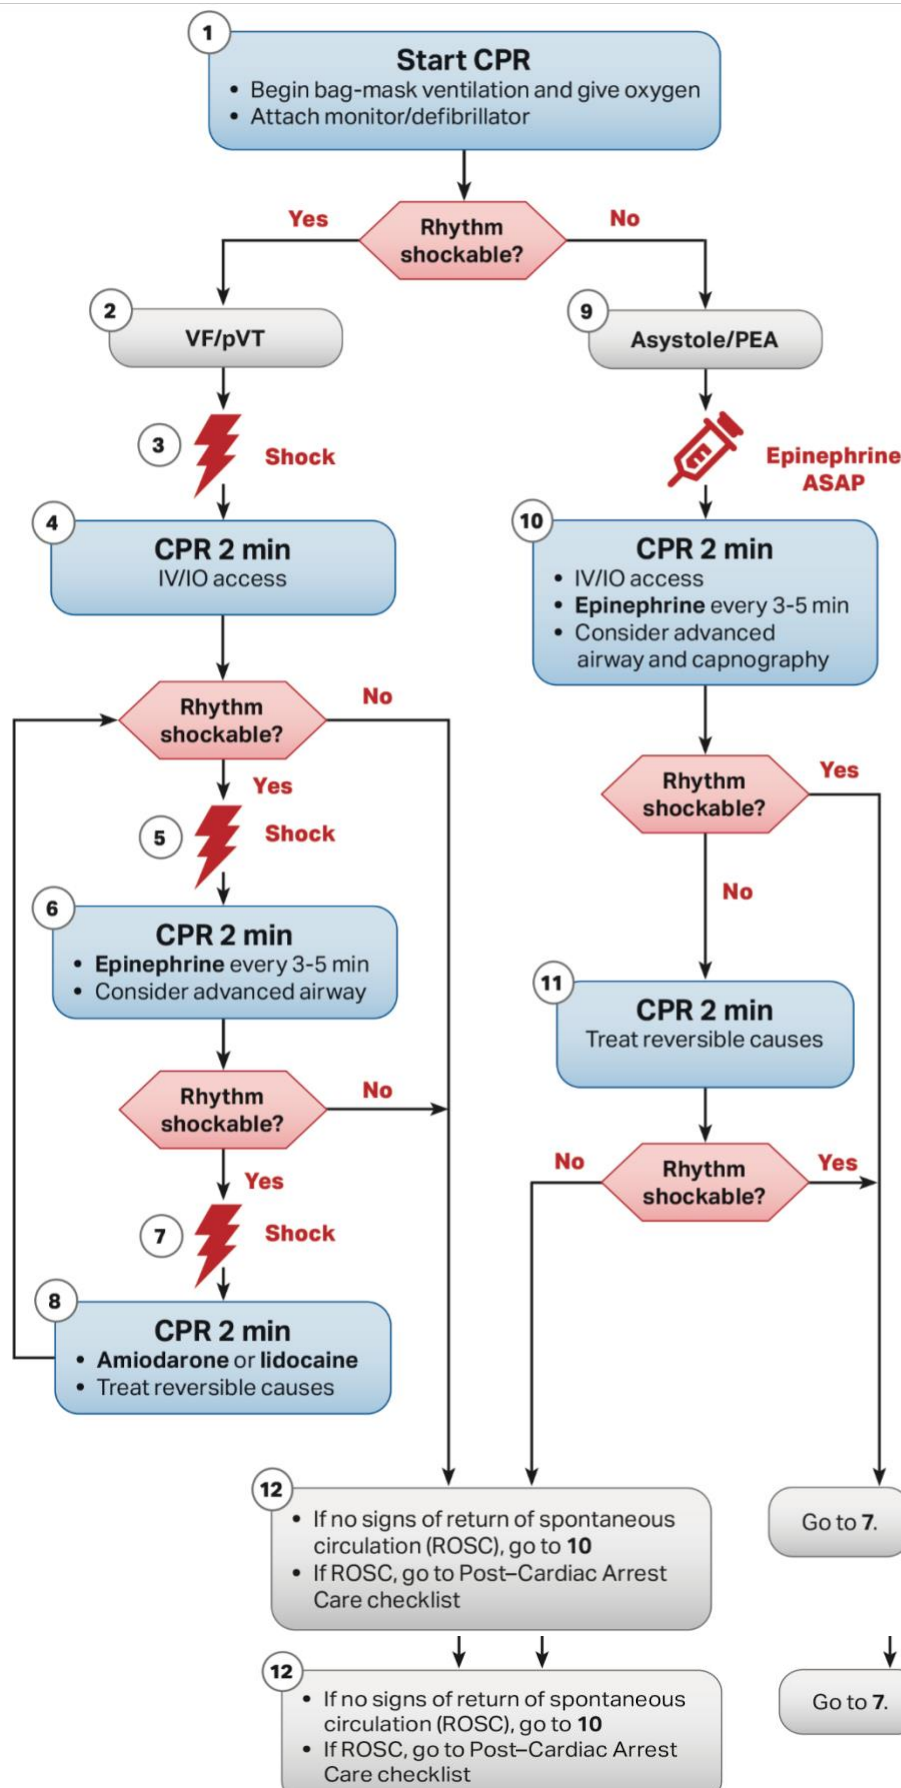 1
Start CPR
• Begin bag-mask ventilation and give oxygen
• Attach monitor/defibrillator
Rhythm
shockable?
Yes
No
2
VF/pVT
3
Shock
4
CPR 2 min
IV/IO access
Rhythm
shockable?
No
Yes
5
Shock
6
CPR 2 min
• Epinephrine every 3-5 min
• Consider advanced airway
Rhythm
shockable?
No
Yes
7
Shock
8
CPR 2 min
• Amiodarone or lidocaine
• Treat reversible causes
9
Asystole/PEA
Epinephrine
ASAP
10
CPR 2 min
• IV/IO access
• Epinephrine every 3-5 min
• Consider advanced
airway and capnography
Rhythm
shockable?
Yes
No
11
CPR 2 min
Treat reversible causes
Rhythm
shockable?
No
Yes
12
• If no signs of return of spontaneous
circulation (ROSC), go to 10
• If ROSC, go to Post–Cardiac Arrest
Care checklist
Go to 7.
12
• If no signs of return of spontaneous
circulation (ROSC), go to 10
• If ROSC, go to Post–Cardiac Arrest
Care checklist
Go to 7.